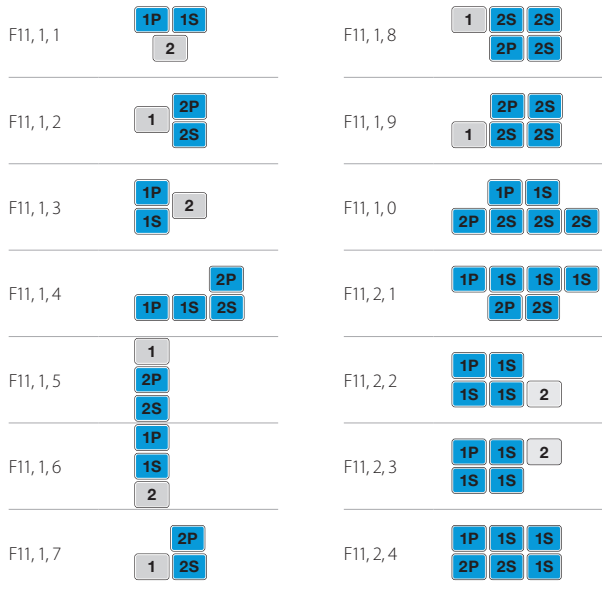 F11, 1, 1
1P 1S
2
F11, 1, 2
1 2P
2S
F11, 1, 3
1P
1S 2
F11, 1, 4
2P
1P 1S 2S
F11, 1, 5
1
2P
2S
F11, 1, 6
1P
1S
2
F11, 1, 7
2P
1 2S
F11, 1, 8
1 2S 2S
2P 2S
F11, 1, 9
2P 2S
1 2S 2S
F11, 1, 0
1P 1S
2P 2S 2S 2S
F11, 2, 1
1P 1S 1S 1S
2P 2S
F11, 2, 2
1P 1S
1S 1S 2
F11, 2, 3
1P 1S 2
1S 1S
F11, 2, 4
1P 1S 1S
2P 2S 1S